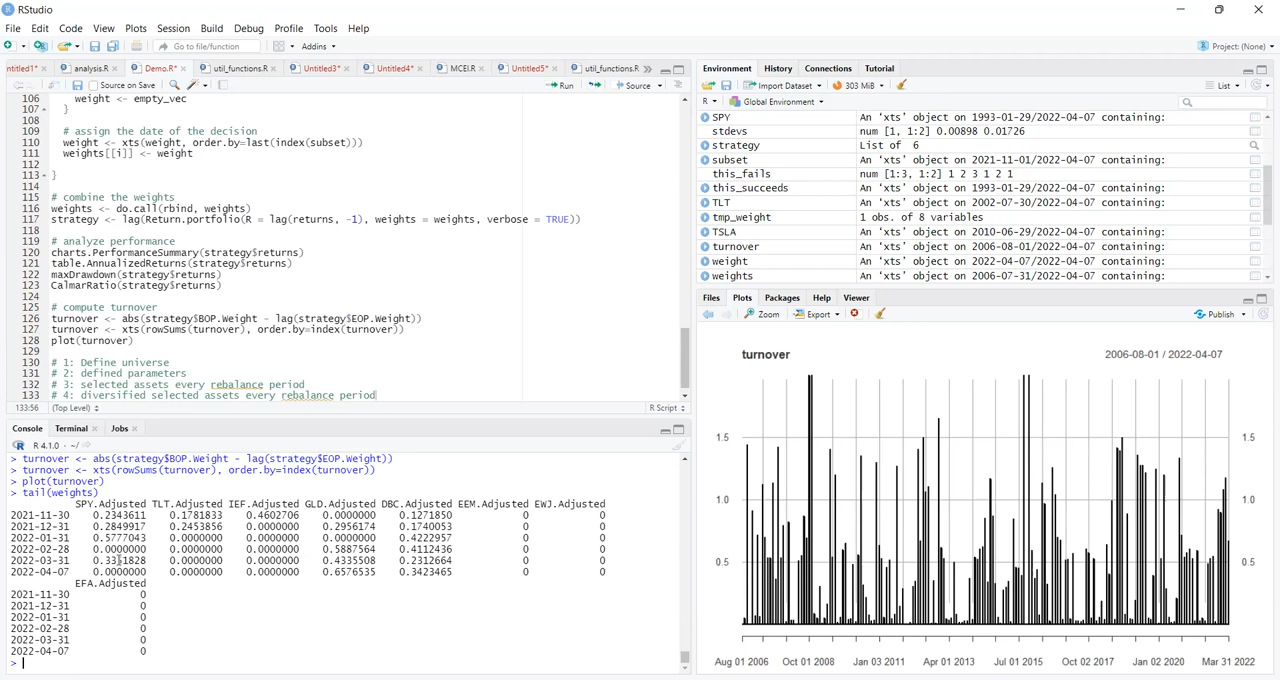 RStudio
File Edit Code View Plots Session Build Debug Profile Tools Help
Go to file/function Addins Project: (None)
ntitled1* analysis.R Demo.R* util_functions.R Untitled3* Untitled4* MCEI.R Untitled5* util_functions.R
Source on Save Run Source
106 weight <- empty_vec
107 }
108
109 # assign the date of the decision
110 weight <- xts(weight, order.by=last(index(subset)))
111 weights[[i]] <- weight
112
113 }
114
115 # combine the weights
116 weights <- do.call(rbind, weights)
117 strategy <- lag(Return.portfolio(R = lag(returns, -1), weights = weights, verbose = TRUE))
118
119 # analyze performance
120 charts.PerformanceSummary(strategy$returns)
121 table.AnnualizedReturns(strategy$returns)
122 maxDrawdown(strategy$returns)
123 CalmarRatio(strategy$returns)
124
125 # compute turnover
126 turnover <- abs(strategy$BOP.Weight - lag(strategy$EOP.Weight))
127 turnover <- xts(rowSums(turnover), order.by=index(turnover))
128 plot(turnover)
129
130 # 1: Define universe
131 # 2: defined parameters
132 # 3: selected assets every rebalance period
133 # 4: diversified selected assets every rebalance period
133:56 (Top Level) R Script
Console Terminal Jobs
R 4.1.0 · ~/
> turnover <- abs(strategy$BOP.Weight - lag(strategy$EOP.Weight))
> turnover <- xts(rowSums(turnover), order.by=index(turnover))
> plot(turnover)
> tail(weights)
SPY.Adjusted TLT.Adjusted IEF.Adjusted GLD.Adjusted DBC.Adjusted EEM.Adjusted EWJ.Adjusted
2021-11-30 0.2343611 0.1781833 0.4602706 0.0000000 0.1271850 0 0
2021-12-31 0.2849917 0.2453856 0.0000000 0.2956174 0.1740053 0 0
2022-01-31 0.5777043 0.0000000 0.0000000 0.0000000 0.4222957 0 0
2022-02-28 0.0000000 0.0000000 0.0000000 0.5887564 0.4112436 0 0
2022-03-31 0.3351828 0.0000000 0.0000000 0.4335508 0.2312664 0 0
2022-04-07 0.0000000 0.0000000 0.0000000 0.6576535 0.3423465 0 0
EFA.Adjusted
2021-11-30 0
2021-12-31 0
2022-01-31 0
2022-02-28 0
2022-03-31 0
2022-04-07 0
>
Environment History Connections Tutorial
Import Dataset 303 MiB List
R Global Environment
SPY An 'xts' object on 1993-01-29/2022-04-07 containing:
stdevs num [1, 1:2] 0.00898 0.01726
strategy List of 6
subset An 'xts' object on 2021-11-01/2022-04-07 containing:
this_fails num [1:3, 1:2] 1 2 3 1 2 1
this_succeeds An 'xts' object on 1993-01-29/2022-04-07 containing:
TLT An 'xts' object on 2002-07-30/2022-04-07 containing:
tmp_weight 1 obs. of 8 variables
TSLA An 'xts' object on 2010-06-29/2022-04-07 containing:
turnover An 'xts' object on 2006-08-01/2022-04-07 containing:
weight An 'xts' object on 2022-04-07/2022-04-07 containing:
weights An 'xts' object on 2006-07-31/2022-04-07 containing:
Files Plots Packages Help Viewer
Zoom Export Publish
turnover 2006-08-01 / 2022-04-07
1.5 1.5
1.0 1.0
0.5 0.5
Aug 01 2006 Oct 01 2008 Jan 03 2011 Apr 01 2013 Jul 01 2015 Oct 02 2017 Jan 02 2020 Mar 31 2022